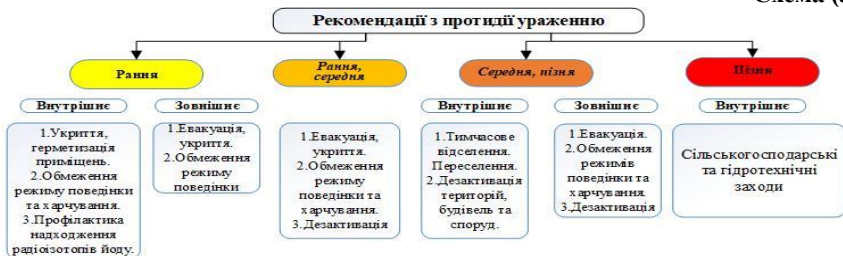 Рекомендації з протидії ураженню
Рання
Рання,
середня
Середня, пізня
Пізня
Внутрішнє
Зовнішнє
Внутрішнє
Зовнішнє
Внутрішнє
1.Укриття,
герметизація
приміщень.
2.Обмеження
режиму поведінки
та харчування.
3.Профілактика
надходження
радіоізотопів йоду.
1.Евакуація,
укриття.
2.Обмеження
режиму
поведінки
1.Евакуація,
укриття.
2.Обмеження
режиму
поведінки та
харчування.
3.Дезактивація
1.Тимчасове
відселення.
Переселення.
2.Дезактивація
територій,
будівель та
споруд.
1.Евакуація.
2.Обмеження
режимів
поведінки та
харчування.
3.Дезактивація
Сільськогосподарські
та гідротехнічні
заходи